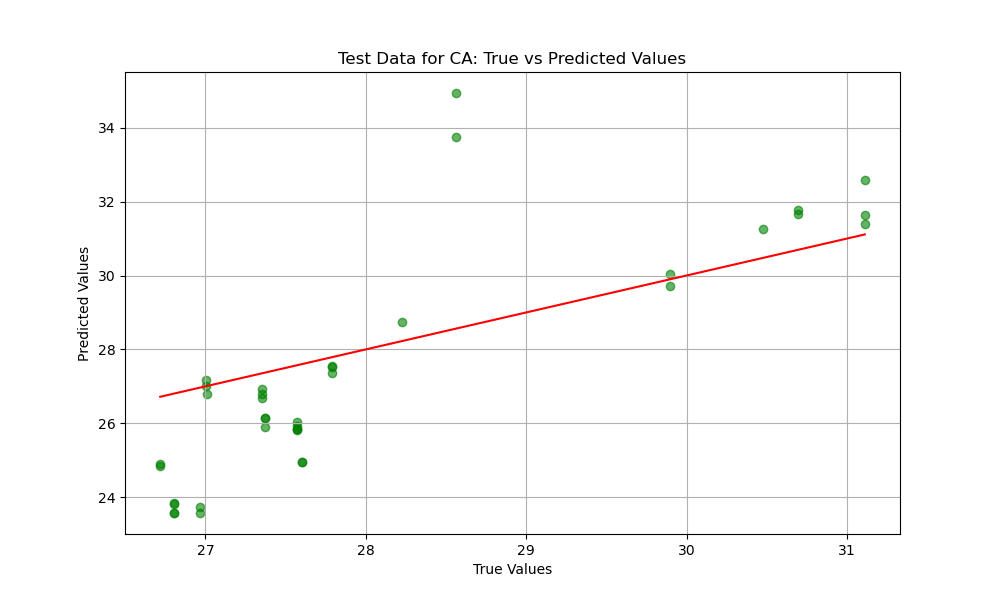 Test Data for CA: True vs Predicted Values
34
32
30
28
26
24
Predicted Values
27 28 29 30 31
True Values